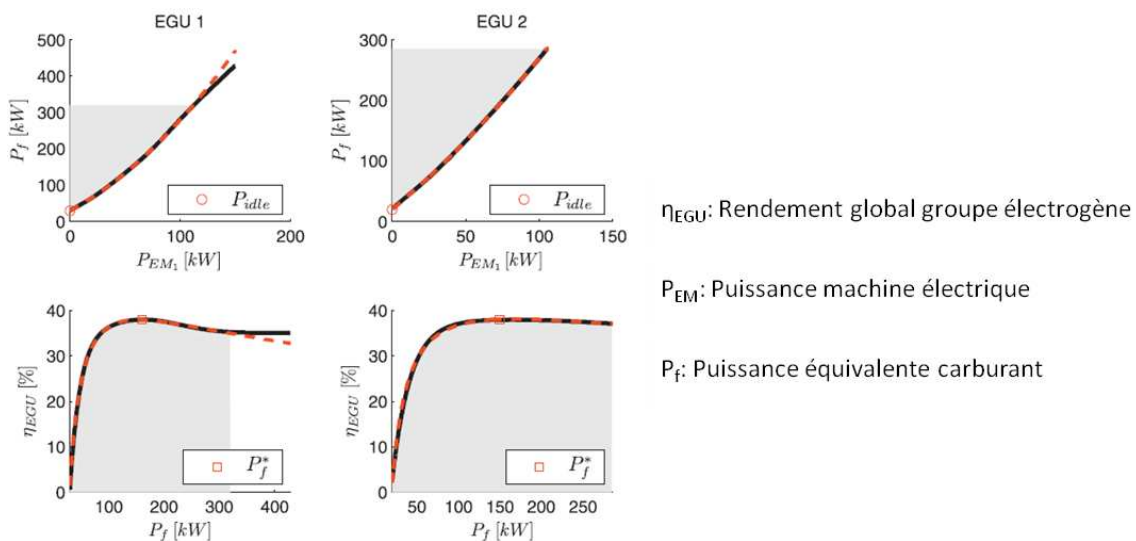 EGU 1
500
400
300
200
100
0
P_f [kW]
P_idle
0 100 200
P_EM_1 [kW]
EGU 2
300
200
100
0
P_f [kW]
P_idle
0 50 100 150
P_EM_1 [kW]
40
30
20
10
0
η_EGU [%]
P_f^*
100 200 300 400
P_f [kW]
40
30
20
10
0
η_EGU [%]
P_f^*
50 100 150 200 250
P_f [kW]
η_EGU: Rendement global groupe électrogène
P_EM: Puissance machine électrique
P_f: Puissance équivalente carburant